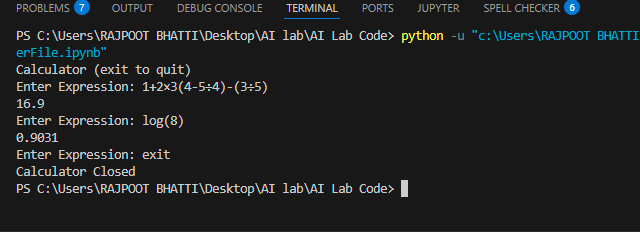 PROBLEMS 7 OUTPUT DEBUG CONSOLE TERMINAL PORTS JUPYTER SPELL CHECKER 6
PS C:\Users\RAJPOOT BHATTI\Desktop\AI lab\AI Lab Code> python -u "c:\Users\RAJPOOT BHATTI
erFile.ipynb"
Calculator (exit to quit)
Enter Expression: 1+2×3(4-5÷4)-(3÷5)
16.9
Enter Expression: log(8)
0.9031
Enter Expression: exit
Calculator Closed
PS C:\Users\RAJPOOT BHATTI\Desktop\AI lab\AI Lab Code>